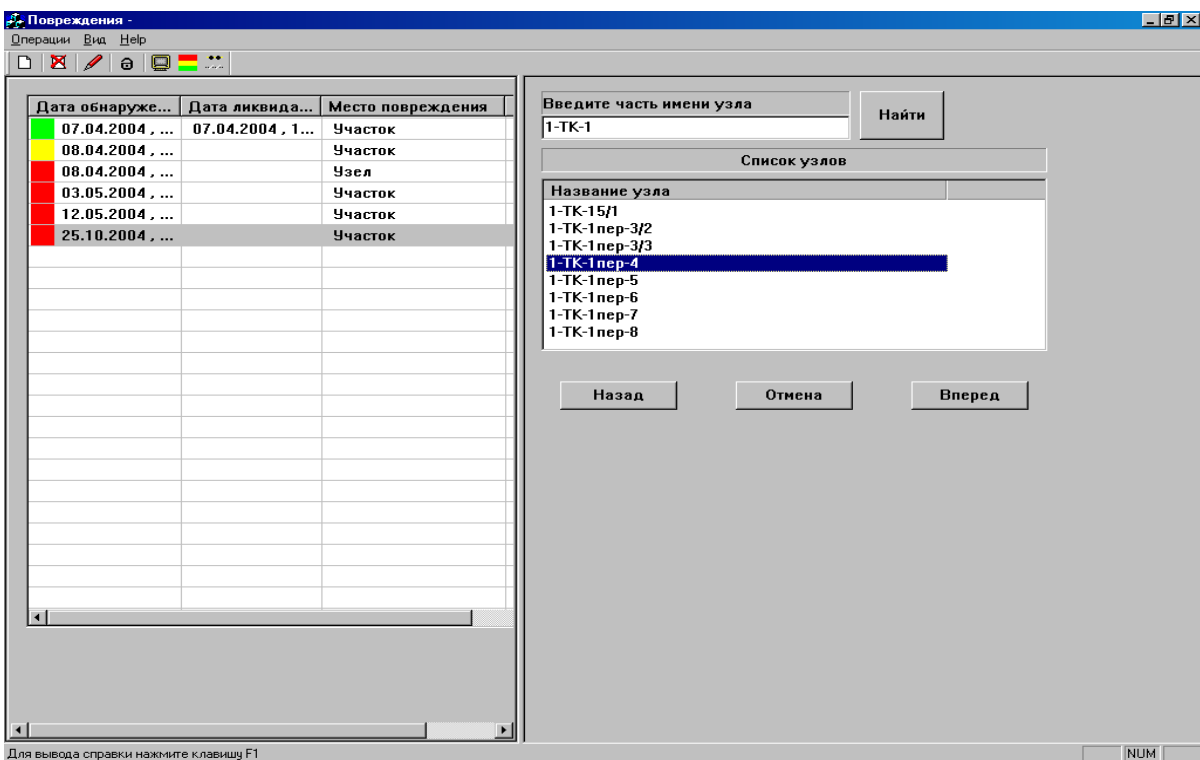 Повреждения -
Операции Вид Help
Дата обнаруже... Дата ликвида... Место повреждения
07.04.2004 , ... 07.04.2004 , 1... Участок
08.04.2004 , ... Участок
08.04.2004 , ... Узел
03.05.2004 , ... Участок
12.05.2004 , ... Участок
25.10.2004 , ... Участок
Введите часть имени узла
1-ТК-1
Найти
Список узлов
Название узла
1-ТК-15/1
1-ТК-1пер-3/2
1-ТК-1пер-3/3
1-ТК-1пер-4
1-ТК-1пер-5
1-ТК-1пер-6
1-ТК-1пер-7
1-ТК-1пер-8
Назад Отмена Вперед
Для вывода справки нажмите клавишу F1 NUM